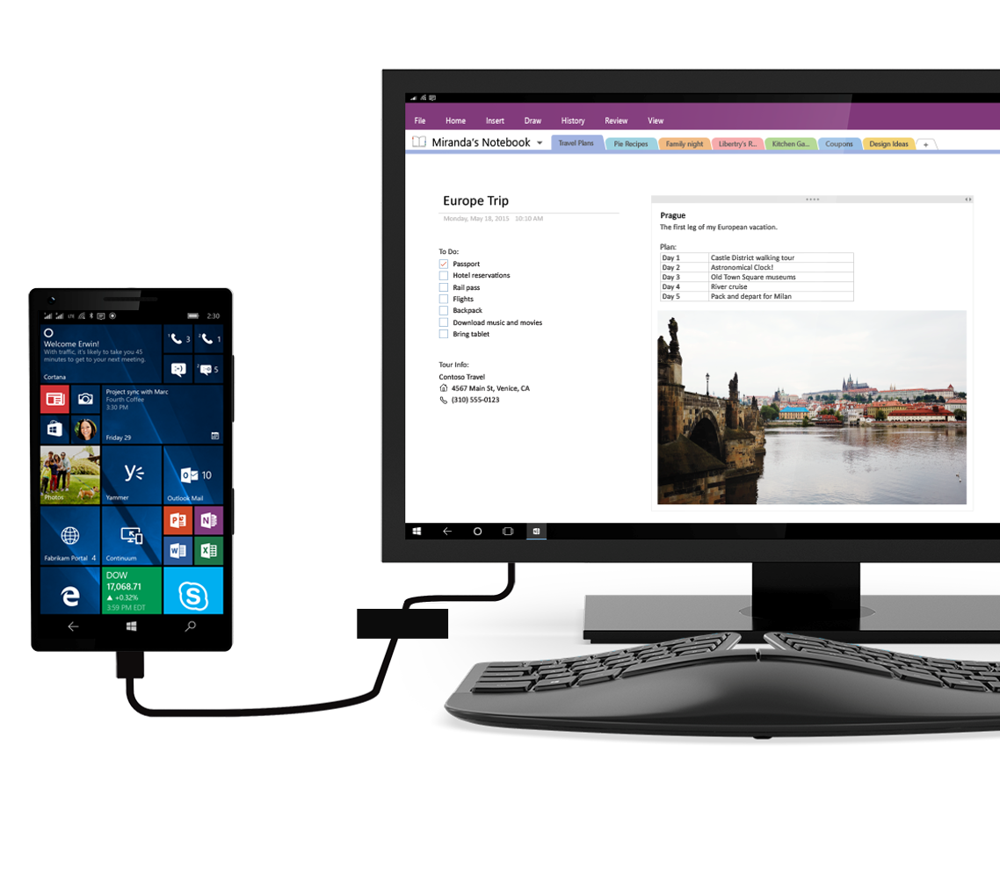 File Home Insert Draw History Review View
Miranda's Notebook
Travel Plans Pie Recipes Family night Libertry's R... Kitchen Ga... Coupons Design Ideas +
Europe Trip
Monday, May 18, 2015 10:10 AM
To Do:
Passport
Hotel reservations
Rail pass
Flights
Backpack
Download music and movies
Bring tablet
Tour Info:
Contoso Travel
4567 Main St, Venice, CA
(310) 555-0123
Prague
The first leg of my European vacation.
Plan:
Day 1 Castle District walking tour
Day 2 Astronomical Clock!
Day 3 Old Town Square museums
Day 4 River cruise
Day 5 Pack and depart for Milan
LTE 2:30
Welcome Erwin!
With traffic, it's likely to take you 45
minutes to get to your next meeting.
Cortana
1 3 2 1
:-) 2 5
Project sync with Marc
Fourth Coffee
3:30 PM
Friday 29
Photos
Yammer
10
Outlook Mail
Fabrikam Portal 4
Continuum
P N
W X
DOW
17,068.71
▲ +0.32%
3:59 PM EDT